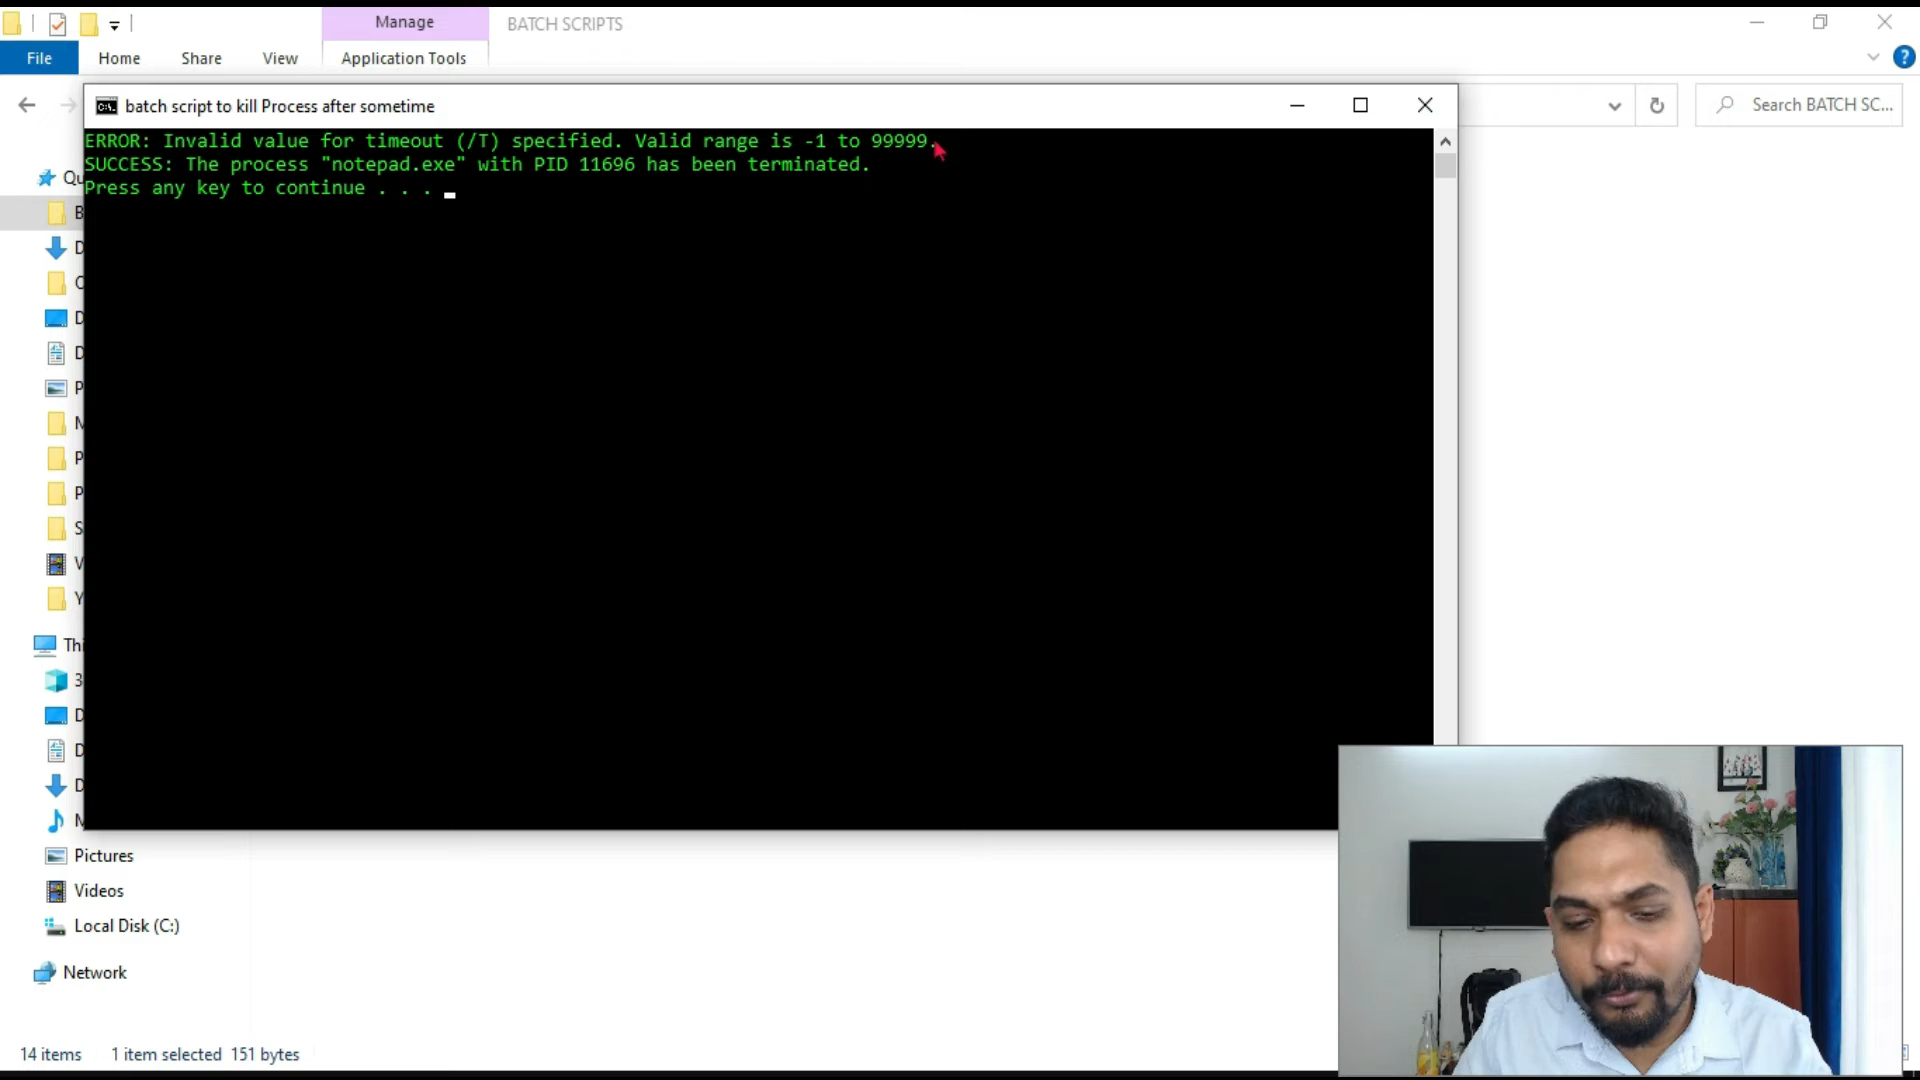 Manage
BATCH SCRIPTS
File
Home
Share
View
Application Tools
?
batch script to kill Process after sometime
Search BATCH SC...
ERROR: Invalid value for timeout (/T) specified. Valid range is -1 to 99999.
SUCCESS: The process "notepad.exe" with PID 11696 has been terminated.
Press any key to continue . . .
Qu
B
D
C
D
D
P
M
P
P
S
V
Y
Thi
3
D
D
D
M
Pictures
Videos
Local Disk (C:)
Network
14 items
1 item selected
151 bytes